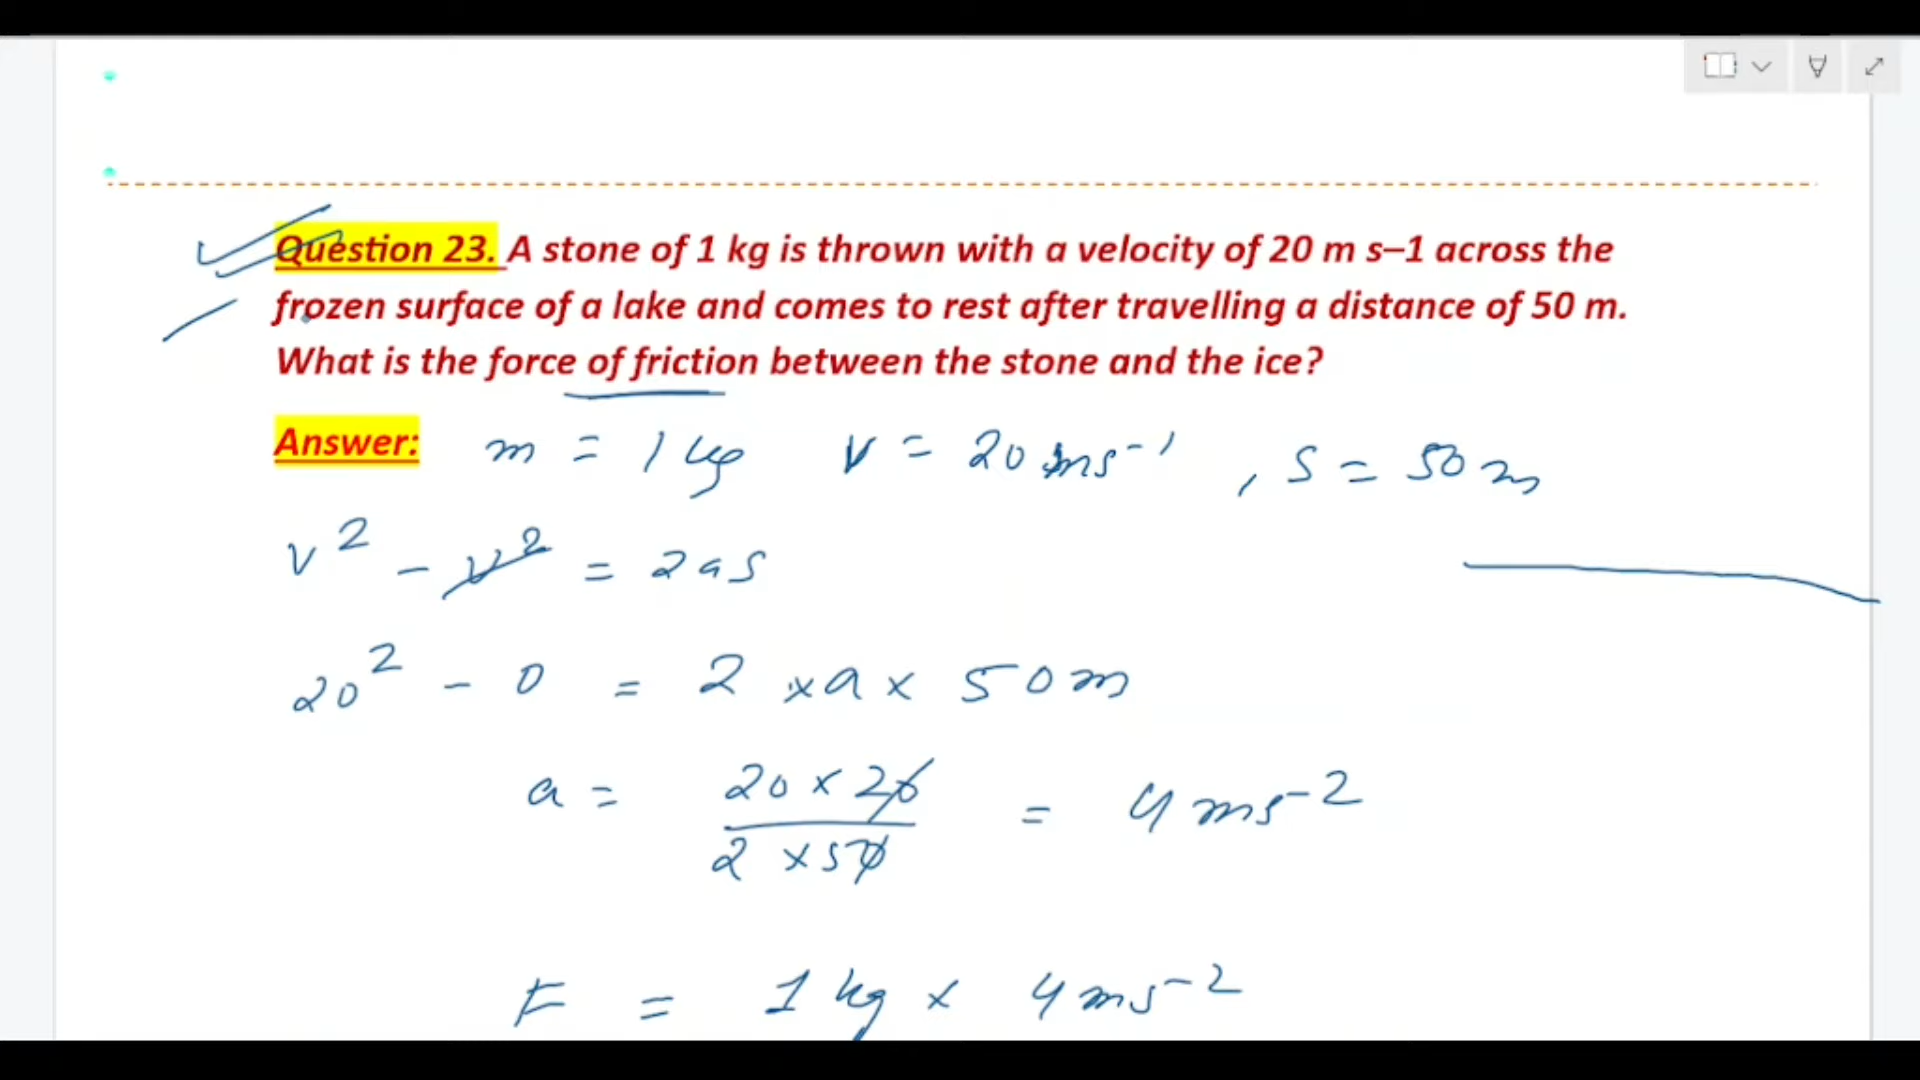 Question 23. A stone of 1 kg is thrown with a velocity of 20 m s–1 across the
frozen surface of a lake and comes to rest after travelling a distance of 50 m.
What is the force of friction between the stone and the ice?
Answer: m = 1 kg v = 20 ms⁻¹ , s = 50 m
v² - u² = 2as
20² - 0 = 2 × a × 50 m
a = 20 × 20 / 2 × 50 = 4 ms⁻²
F = 1 kg × 4 ms⁻²